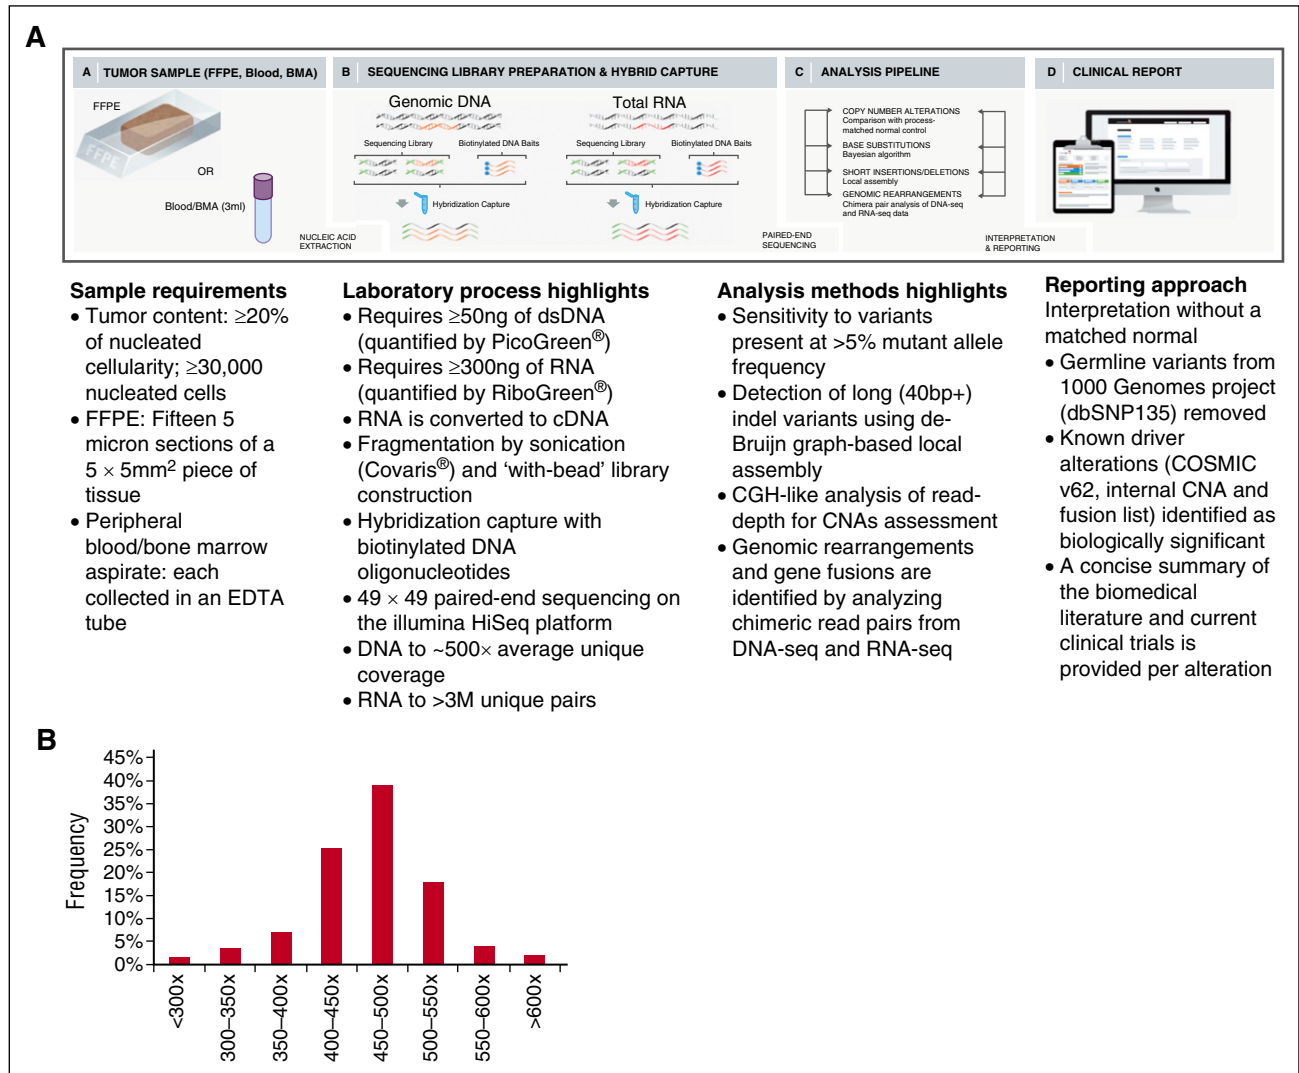 A
A TUMOR SAMPLE (FFPE, Blood, BMA)
FFPE
FFPE
OR
Blood/BMA (3ml)
NUCLEIC ACID
EXTRACTION
B SEQUENCING LIBRARY PREPARATION & HYBRID CAPTURE
Genomic DNA
Sequencing Library
Biotinylated DNA Baits
Hybridization Capture
Total RNA
Sequencing Library
Biotinylated DNA Baits
Hybridization Capture
PAIRED-END
SEQUENCING
C ANALYSIS PIPELINE
COPY NUMBER ALTERATIONS
Comparison with process-
matched normal control
BASE SUBSTITUTIONS
Bayesian algorithm
SHORT INSERTIONS/DELETIONS
Local assembly
GENOMIC REARRANGEMENTS
Chimera pair analysis of DNA-seq
and RNA-seq data
INTERPRETATION
& REPORTING
D CLINICAL REPORT
Sample requirements
• Tumor content: ≥20%
of nucleated
cellularity; ≥30,000
nucleated cells
• FFPE: Fifteen 5
micron sections of a
5 × 5mm² piece of
tissue
• Peripheral
blood/bone marrow
aspirate: each
collected in an EDTA
tube
Laboratory process highlights
• Requires ≥50ng of dsDNA
(quantified by PicoGreen®)
• Requires ≥300ng of RNA
(quantified by RiboGreen®)
• RNA is converted to cDNA
• Fragmentation by sonication
(Covaris®) and 'with-bead' library
construction
• Hybridization capture with
biotinylated DNA
oligonucleotides
• 49 × 49 paired-end sequencing on
the illumina HiSeq platform
• DNA to ~500× average unique
coverage
• RNA to >3M unique pairs
Analysis methods highlights
• Sensitivity to variants
present at >5% mutant allele
frequency
• Detection of long (40bp+)
indel variants using de-
Bruijn graph-based local
assembly
• CGH-like analysis of read-
depth for CNAs assessment
• Genomic rearrangements
and gene fusions are
identified by analyzing
chimeric read pairs from
DNA-seq and RNA-seq
Reporting approach
Interpretation without a
matched normal
• Germline variants from
1000 Genomes project
(dbSNP135) removed
• Known driver
alterations (COSMIC
v62, internal CNA and
fusion list) identified as
biologically significant
• A concise summary of
the biomedical
literature and current
clinical trials is
provided per alteration
B
Frequency
45%
40%
35%
30%
25%
20%
15%
10%
5%
0%
<300x
300–350x
350–400x
400–450x
450–500x
500–550x
550–600x
>600x